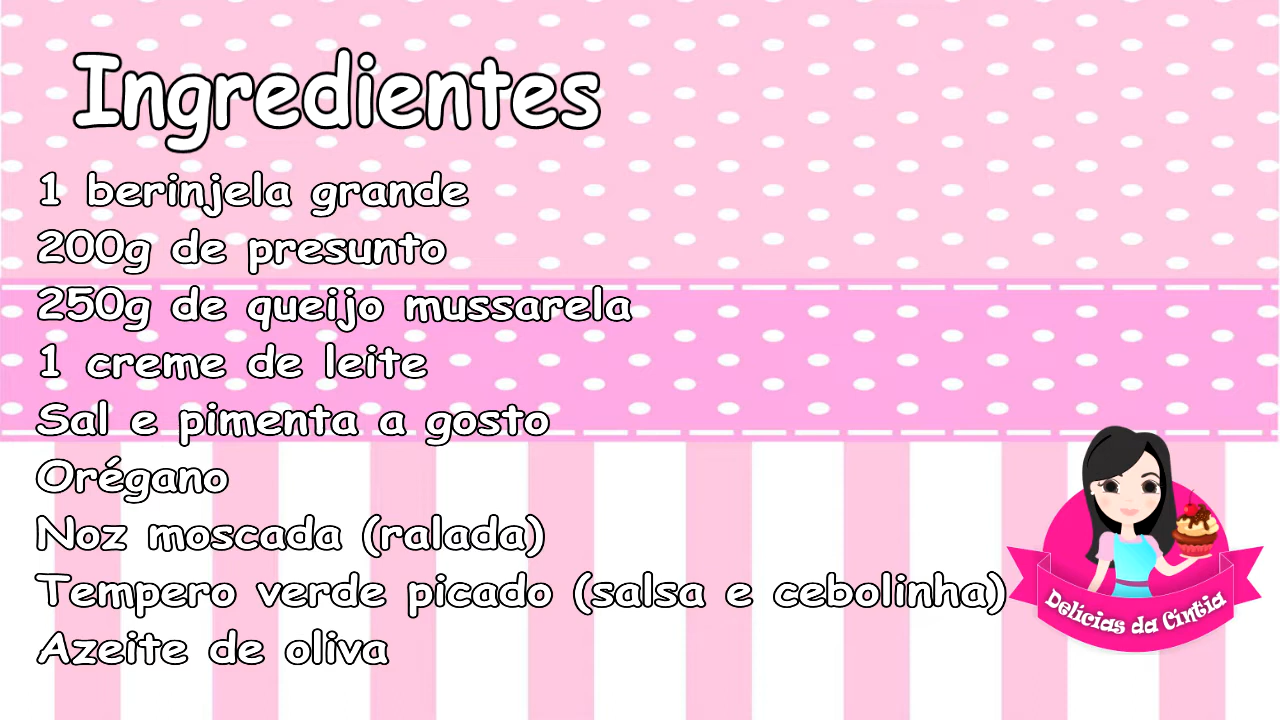 Ingredientes
1 berinjela grande
200g de presunto
250g de queijo mussarela
1 creme de leite
Sal e pimenta a gosto
Orégano
Noz moscada (ralada)
Tempero verde picado (salsa e cebolinha)
Azeite de oliva
Delícias da Cíntia